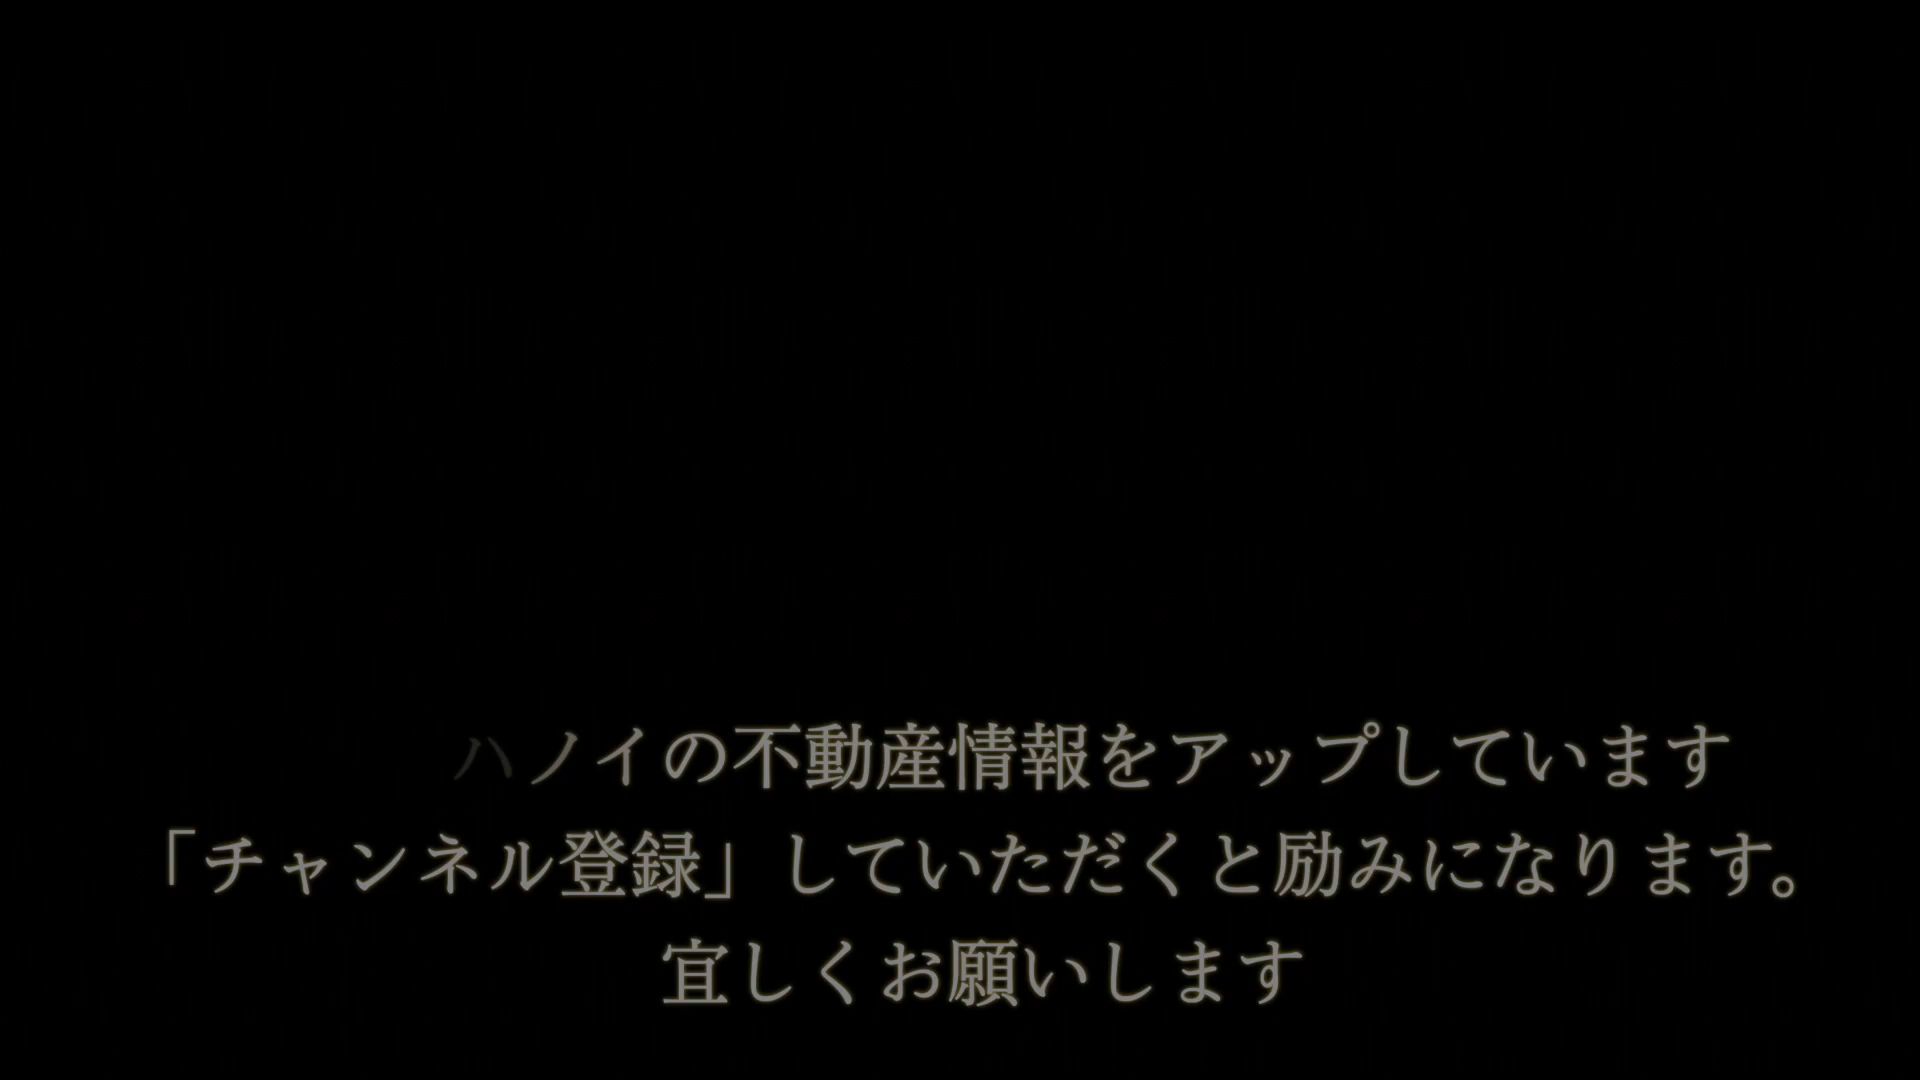 ハノイの不動産情報をアップしています
「チャンネル登録」していただくと励みになります。
宜しくお願いします